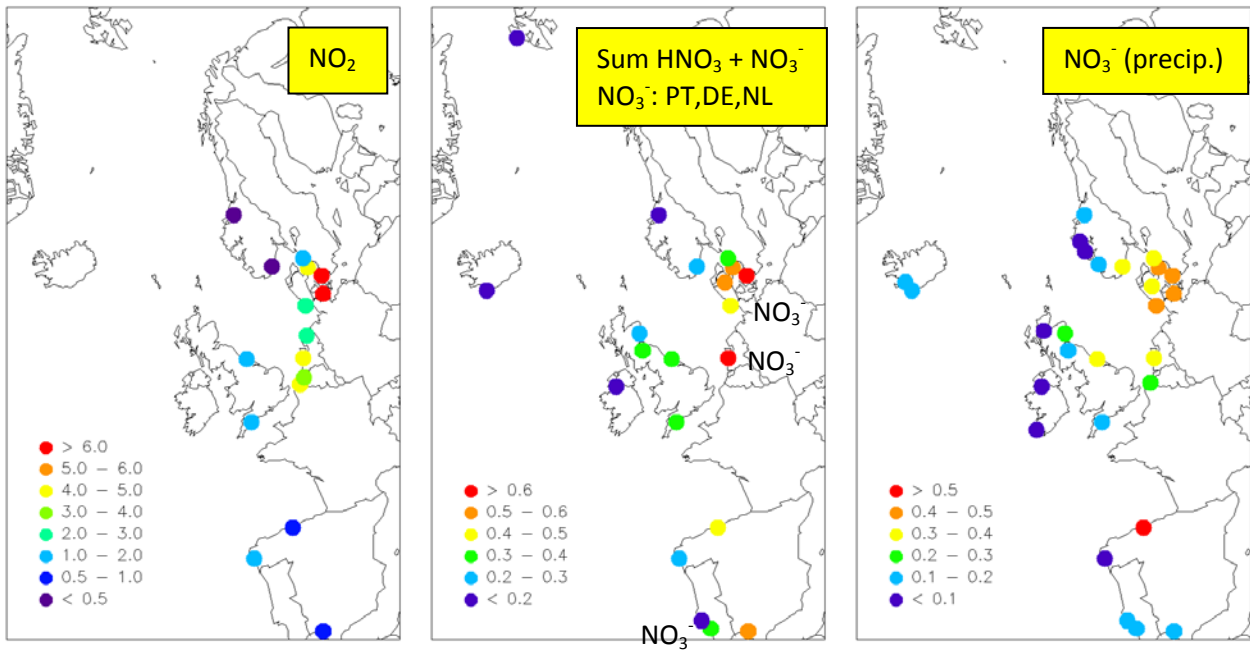 NO₂
> 6.0
5.0 – 6.0
4.0 – 5.0
3.0 – 4.0
2.0 – 3.0
1.0 – 2.0
0.5 – 1.0
< 0.5
Sum HNO₃ + NO₃⁻
NO₃⁻: PT,DE,NL
NO₃⁻
NO₃⁻
> 0.6
0.5 – 0.6
0.4 – 0.5
0.3 – 0.4
0.2 – 0.3
< 0.2
NO₃⁻
NO₃⁻ (precip.)
> 0.5
0.4 – 0.5
0.3 – 0.4
0.2 – 0.3
0.1 – 0.2
< 0.1